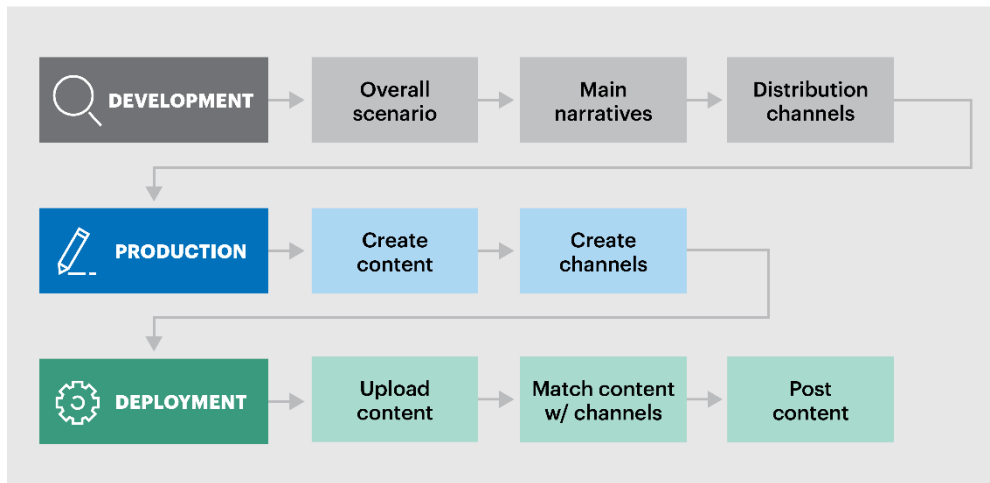 DEVELOPMENT
Overall
scenario
Main
narratives
Distribution
channels
PRODUCTION
Create
content
Create
channels
DEPLOYMENT
Upload
content
Match content
w/ channels
Post
content